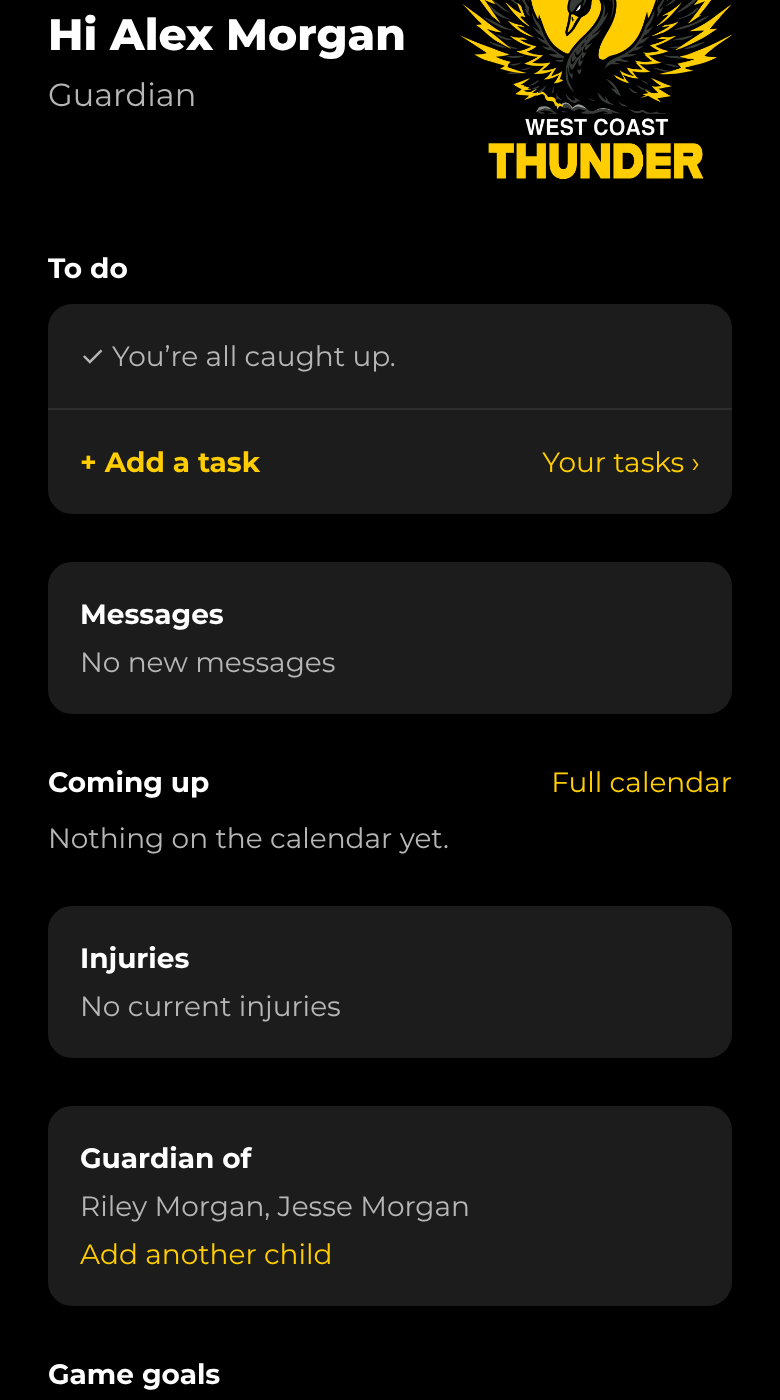 Hi Alex Morgan
Guardian
WEST COAST
THUNDER
To do
✓ You’re all caught up.
+ Add a task
Your tasks ›
Messages
No new messages
Coming up
Full calendar
Nothing on the calendar yet.
Injuries
No current injuries
Guardian of
Riley Morgan, Jesse Morgan
Add another child
Game goals